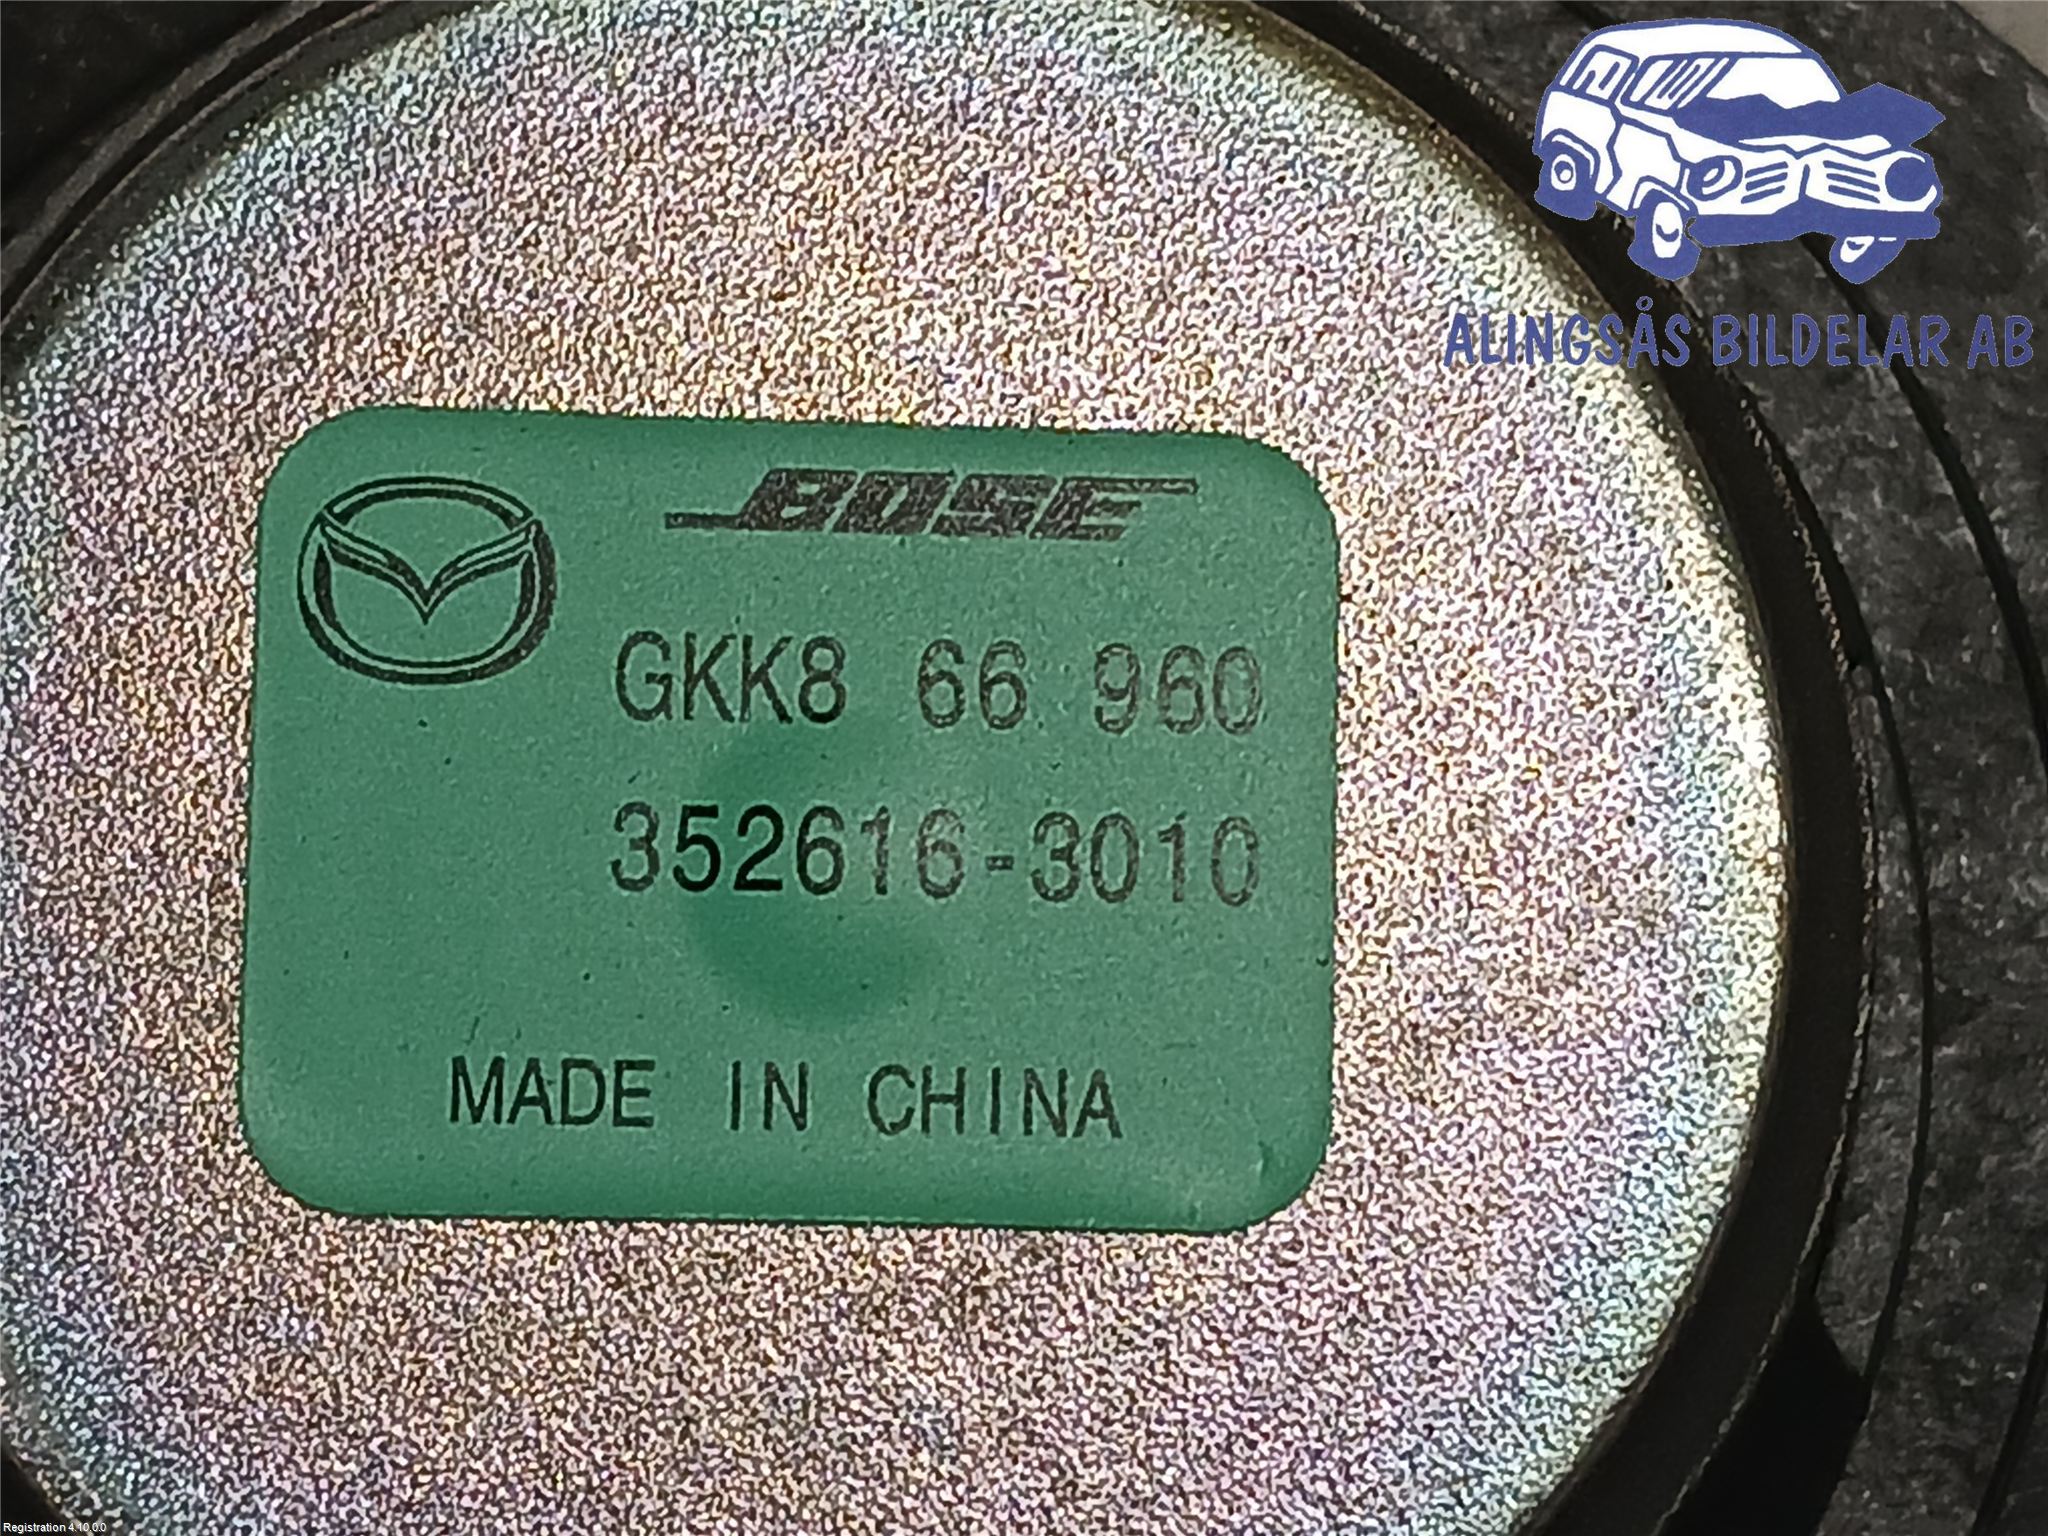 ALINGSÅS BILDELAR AB
BOSE
GKK8 66 960
352616-3010
MADE IN CHINA
Registration 4.10.0.0